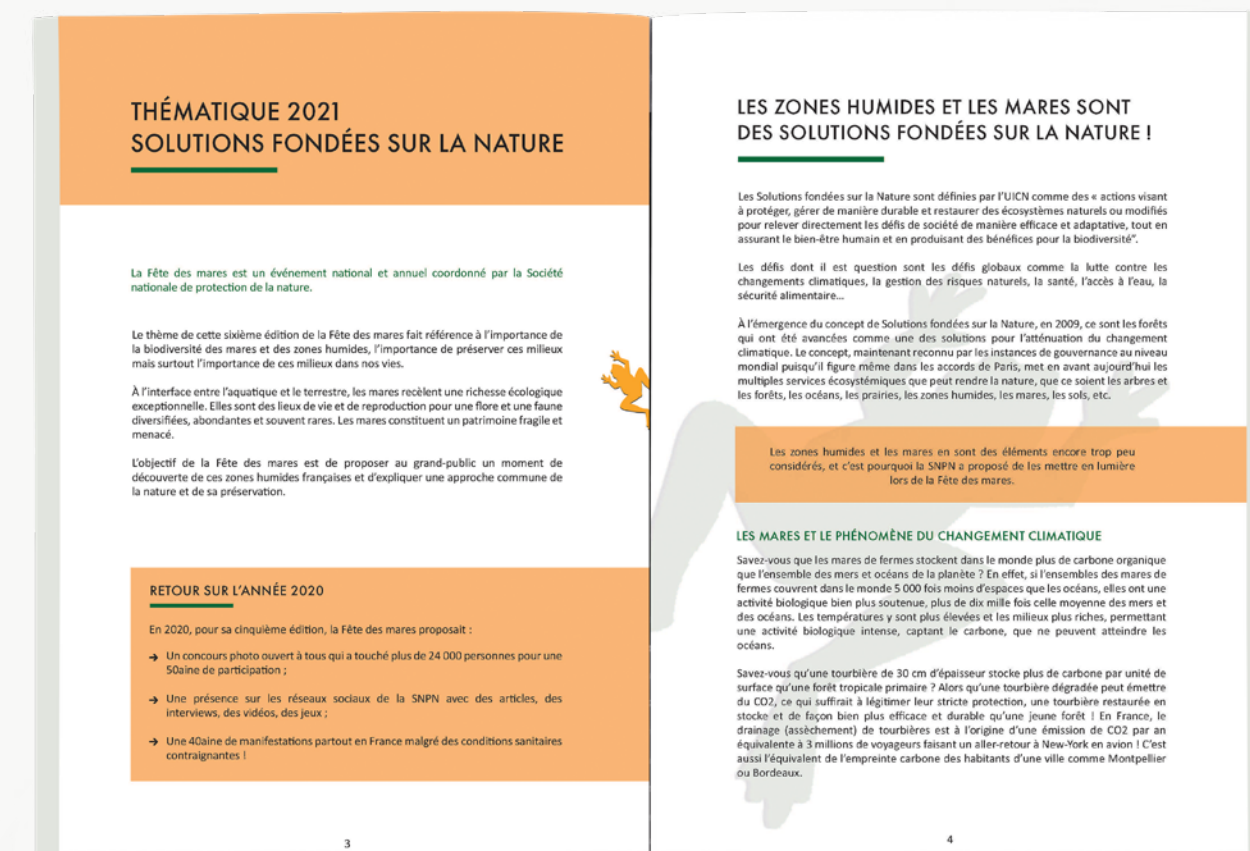 THÉMATIQUE 2021
SOLUTIONS FONDÉES SUR LA NATURE
La Fête des mares est un événement national et annuel coordonné par la Société
nationale de protection de la nature.
Le thème de cette sixième édition de la Fête des mares fait référence à l'importance de
la biodiversité des mares et des zones humides, l'importance de préserver ces milieux
mais surtout l'importance de ces milieux dans nos vies.
À l'interface entre l'aquatique et le terrestre, les mares recèlent une richesse écologique
exceptionnelle. Elles sont des lieux de vie et de reproduction pour une flore et une faune
diversifiées, abondantes et souvent rares. Les mares constituent un patrimoine fragile et
menacé.
L'objectif de la Fête des mares est de proposer au grand-public un moment de
découverte de ces zones humides françaises et d'expliquer une approche commune de
la nature et de sa préservation.
RETOUR SUR L'ANNÉE 2020
En 2020, pour sa cinquième édition, la Fête des mares proposait :
→ Un concours photo ouvert à tous qui a touché plus de 24 000 personnes pour une
50aine de participation ;
→ Une présence sur les réseaux sociaux de la SNPN avec des articles, des
interviews, des vidéos, des jeux ;
→ Une 40aine de manifestations partout en France malgré des conditions sanitaires
contraignantes !
3
LES ZONES HUMIDES ET LES MARES SONT
DES SOLUTIONS FONDÉES SUR LA NATURE !
Les Solutions fondées sur la Nature sont définies par l'UICN comme des « actions visant
à protéger, gérer de manière durable et restaurer des écosystèmes naturels ou modifiés
pour relever directement les défis de société de manière efficace et adaptative, tout en
assurant le bien-être humain et en produisant des bénéfices pour la biodiversité".
Les défis dont il est question sont les défis globaux comme la lutte contre les
changements climatiques, la gestion des risques naturels, la santé, l'accès à l'eau, la
sécurité alimentaire...
À l'émergence du concept de Solutions fondées sur la Nature, en 2009, ce sont les forêts
qui ont été avancées comme une des solutions pour l'atténuation du changement
climatique. Le concept, maintenant reconnu par les instances de gouvernance au niveau
mondial puisqu'il figure même dans les accords de Paris, met en avant aujourd'hui les
multiples services écosystémiques que peut rendre la nature, que ce soient les arbres et
les forêts, les océans, les prairies, les zones humides, les mares, les sols, etc.
Les zones humides et les mares en sont des éléments encore trop peu
considérés, et c'est pourquoi la SNPN a proposé de les mettre en lumière
lors de la Fête des mares.
LES MARES ET LE PHÉNOMÈNE DU CHANGEMENT CLIMATIQUE
Savez-vous que les mares de fermes stockent dans le monde plus de carbone organique
que l'ensemble des mers et océans de la planète ? En effet, si l'ensembles des mares de
fermes couvrent dans le monde 5 000 fois moins d'espaces que les océans, elles ont une
activité biologique bien plus soutenue, plus de dix mille fois celle moyenne des mers et
des océans. Les températures y sont plus élevées et les milieux plus riches, permettant
une activité biologique intense, captant le carbone, que ne peuvent atteindre les
océans.
Savez-vous qu'une tourbière de 30 cm d'épaisseur stocke plus de carbone par unité de
surface qu'une forêt tropicale primaire ? Alors qu'une tourbière dégradée peut émettre
du CO2, ce qui suffirait à légitimer leur stricte protection, une tourbière restaurée en
stocke et de façon bien plus efficace et durable qu'une jeune forêt ! En France, le
drainage (assèchement) de tourbières est à l'origine d'une émission de CO2 par an
équivalente à 3 millions de voyageurs faisant un aller-retour à New-York en avion ! C'est
aussi l'équivalent de l'empreinte carbone des habitants d'une ville comme Montpellier
ou Bordeaux.
4